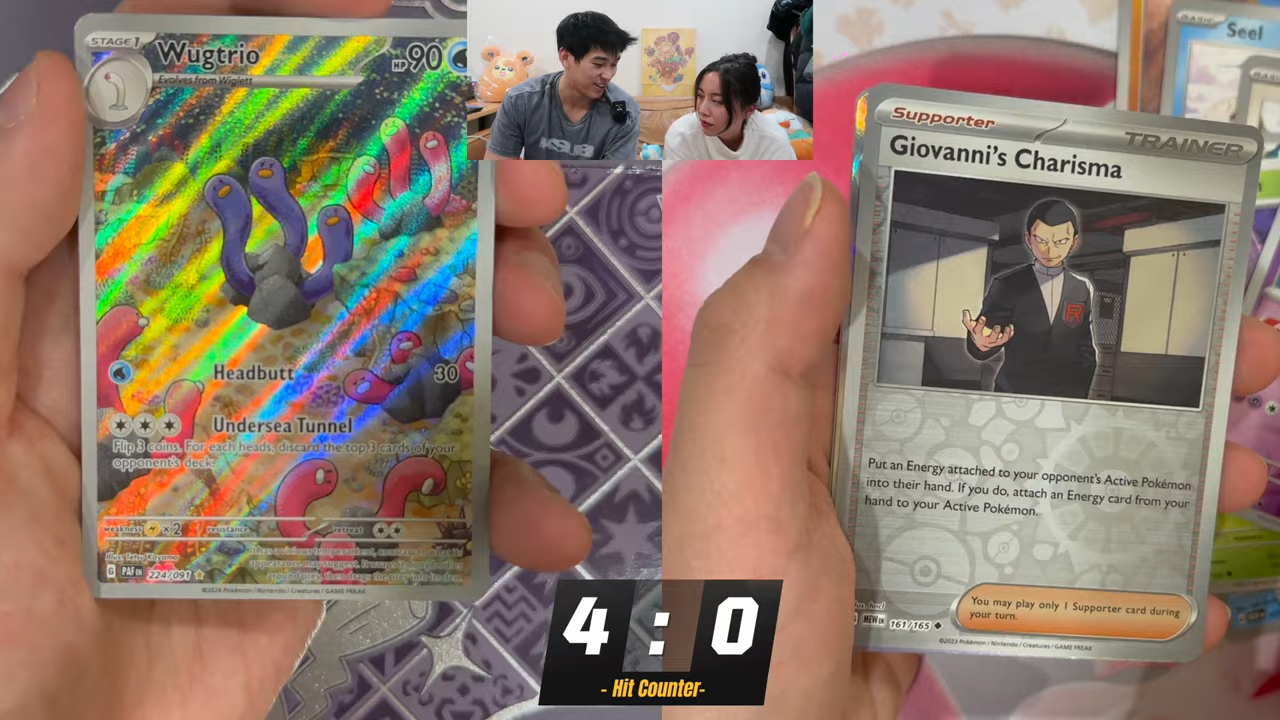 STAGE 1
Wugtrio
HP 90
Evolves from Wiglett
Headbutt 30
Undersea Tunnel
Flip 3 coins. For each heads, discard the top 3 cards of your
opponent's deck.
weakness ×2 resistance retreat
Illus. Tetsu Kayama
G PAF EN 224/091
©2024 Pokémon / Nintendo / Creatures / GAME FREAK
Supporter
TRAINER
Giovanni's Charisma
R
Put an Energy attached to your opponent's Active Pokémon
into their hand. If you do, attach an Energy card from your
hand to your Active Pokémon.
You may play only 1 Supporter card during
your turn.
MEW EN 161/165
©2023 Pokémon / Nintendo / Creatures / GAME FREAK
BASIC
Seel
4 : 0
- Hit Counter-